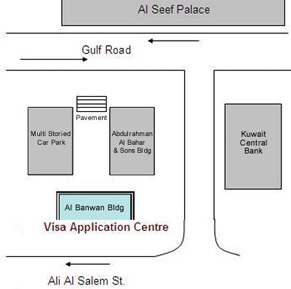 Al Seef Palace
Gulf Road
Pavement
Multi Storied
Car Park
Abdulrahman
Al Bahar
& Sons Bldg
Kuwait
Central
Bank
Al Banwan Bldg
Visa Application Centre
Ali Al Salem St.